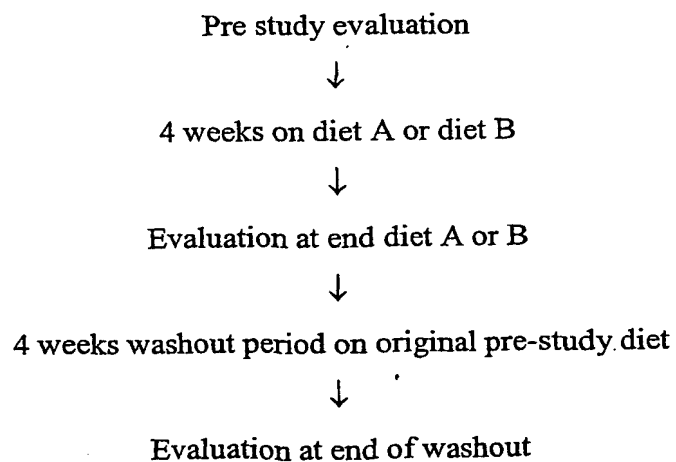 Pre study evaluation
↓
4 weeks on diet A or diet B
↓
Evaluation at end diet A or B
↓
4 weeks washout period on original pre-study diet
↓
Evaluation at end of washout